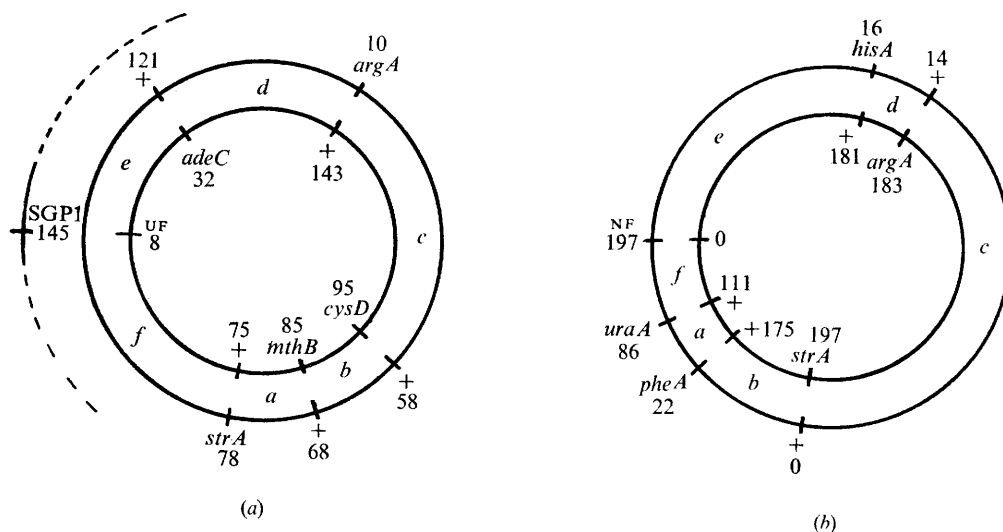 121
+
10
argA
d
adeC
32
+
143
e
SGP1
145
UF
8
c
95
cysD
85
mthB
75
+
b
+
58
f
a
strA
78
+
68
(a)
16
hisA
14
+
d
+
181
argA
183
e
NF
197
0
c
f
111
+
a
+175
uraA
86
197
strA
pheA
22
b
+
0
(b)